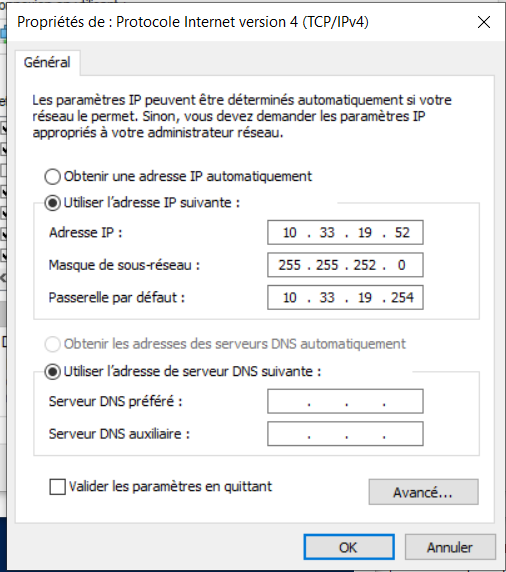 Propriétés de : Protocole Internet version 4 (TCP/IPv4)
Général
Les paramètres IP peuvent être déterminés automatiquement si votre
réseau le permet. Sinon, vous devez demander les paramètres IP
appropriés à votre administrateur réseau.
Obtenir une adresse IP automatiquement
Utiliser l'adresse IP suivante :
Adresse IP : 10 . 33 . 19 . 52
Masque de sous-réseau : 255 . 255 . 252 . 0
Passerelle par défaut : 10 . 33 . 19 . 254
Obtenir les adresses des serveurs DNS automatiquement
Utiliser l'adresse de serveur DNS suivante :
Serveur DNS préféré : . . .
Serveur DNS auxiliaire : . . .
Valider les paramètres en quittant
Avancé...
OK Annuler